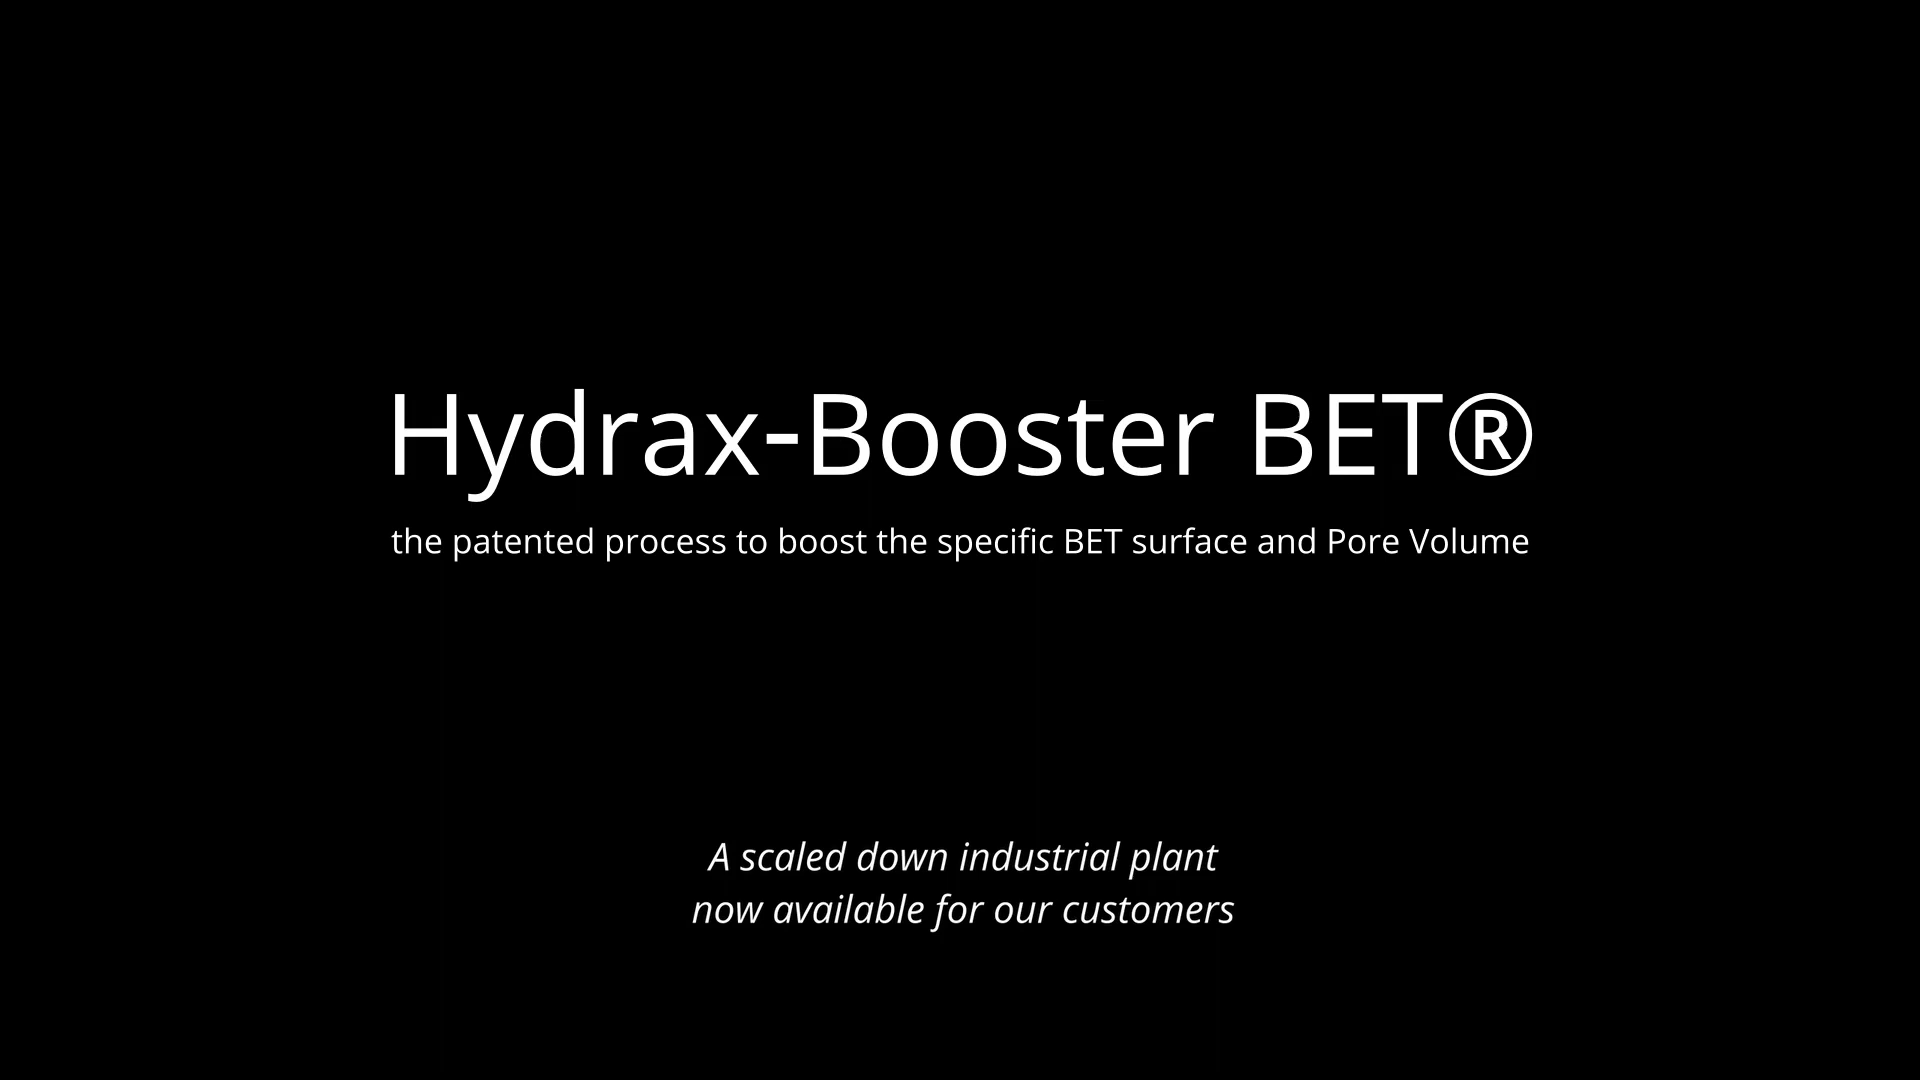 Hydrax-Booster BET®
the patented process to boost the specific BET surface and Pore Volume
A scaled down industrial plant
now available for our customers